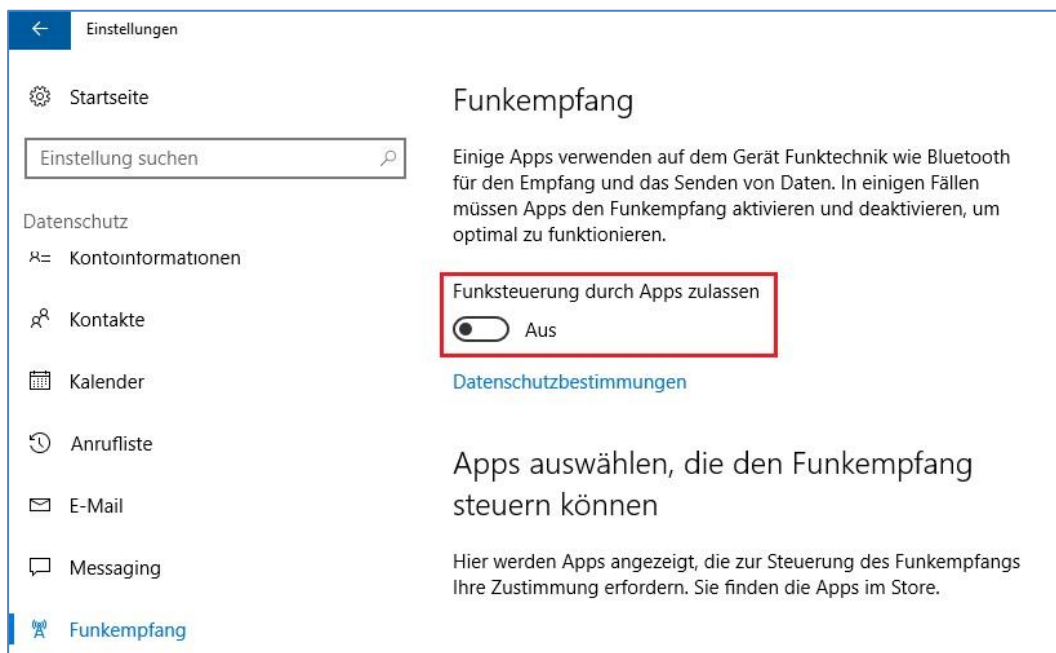 Einstellungen
Startseite
Einstellung suchen
Datenschutz
Kontoinformationen
Kontakte
Kalender
Anrufliste
E-Mail
Messaging
Funkempfang
Funkempfang
Einige Apps verwenden auf dem Gerät Funktechnik wie Bluetooth
für den Empfang und das Senden von Daten. In einigen Fällen
müssen Apps den Funkempfang aktivieren und deaktivieren, um
optimal zu funktionieren.
Funksteuerung durch Apps zulassen
Aus
Datenschutzbestimmungen
Apps auswählen, die den Funkempfang
steuern können
Hier werden Apps angezeigt, die zur Steuerung des Funkempfangs
Ihre Zustimmung erfordern. Sie finden die Apps im Store.